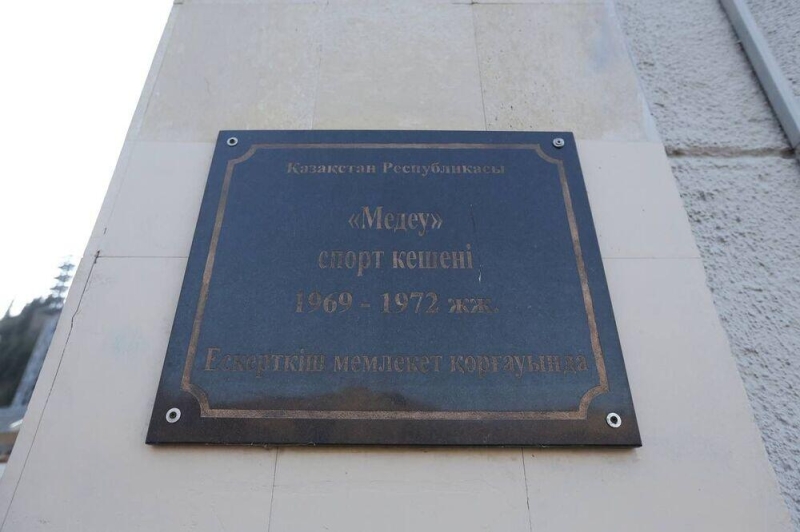 Қазақстан Республикасы
«Медеу»
спорт кешені
1969 - 1972 жж.
Ескерткіш мемлекет қорғауында